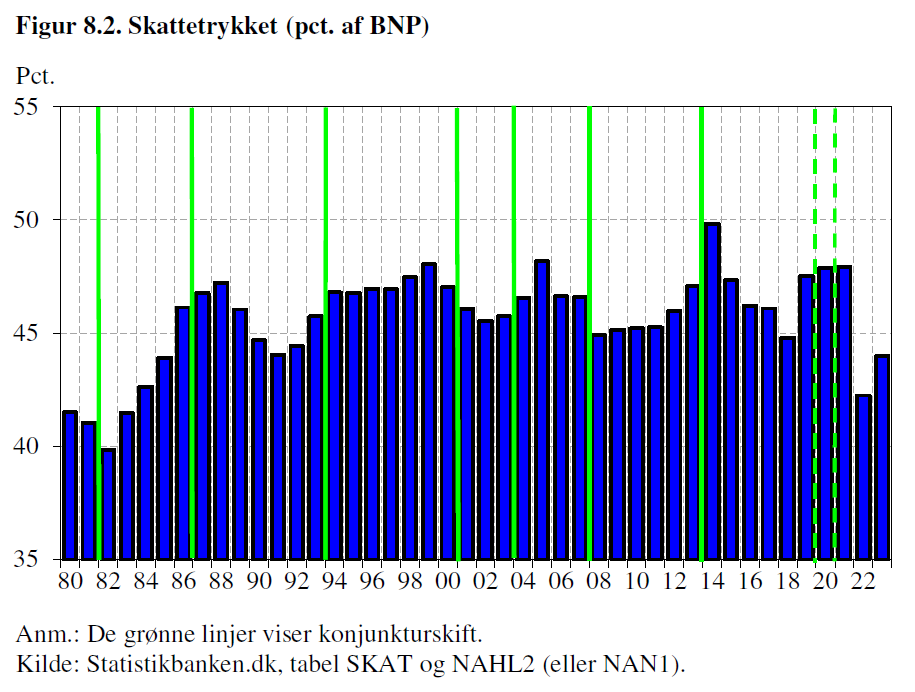 Figur 8.2. Skattetrykket (pct. af BNP)
Pct.
55
50
45
40
35
80 82 84 86 88 90 92 94 96 98 00 02 04 06 08 10 12 14 16 18 20 22
Anm.: De grønne linjer viser konjunkturskift.
Kilde: Statistikbanken.dk, tabel SKAT og NAHL2 (eller NAN1).